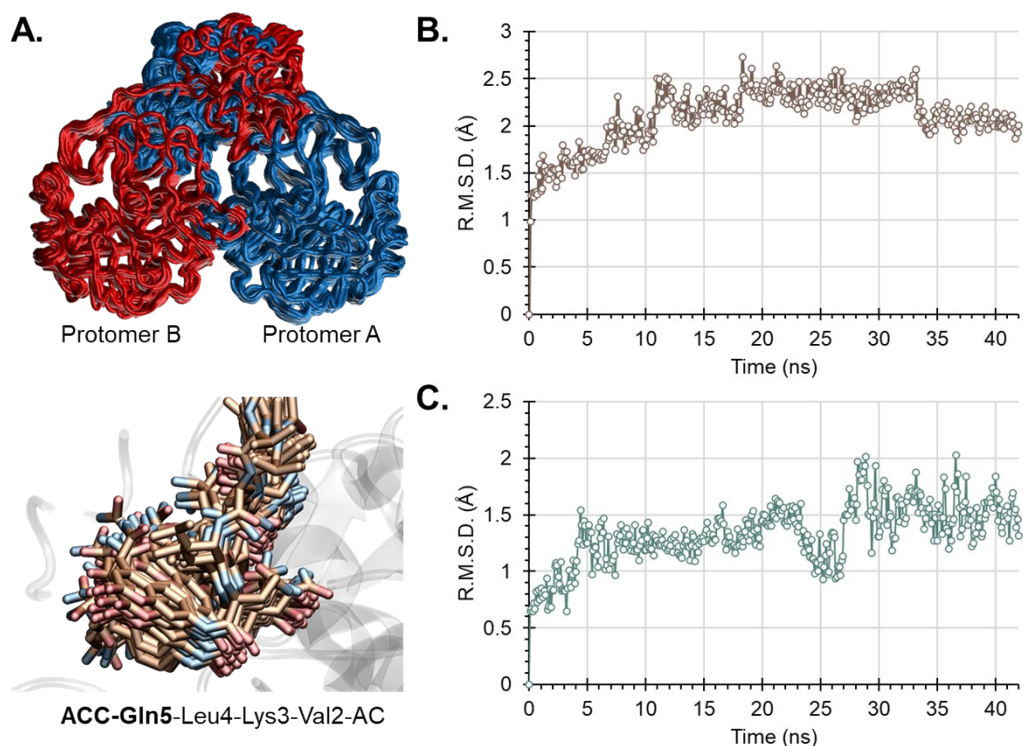 A.
Protomer B
Protomer A
ACC-Gln5-Leu4-Lys3-Val2-AC
B.
R.M.S.D. (Å)
3
2.5
2
1.5
1
0.5
0
0 5 10 15 20 25 30 35 40
Time (ns)
C.
R.M.S.D. (Å)
2.5
2
1.5
1
0.5
0
0 5 10 15 20 25 30 35 40
Time (ns)